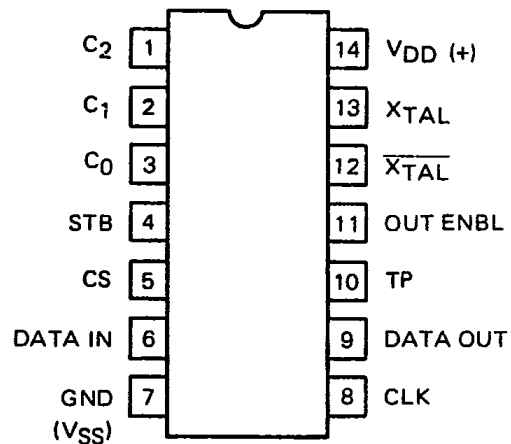 C2 1 14 VDD (+)
C1 2 13 XTAL
C0 3 12 XTAL
STB 4 11 OUT ENBL
CS 5 10 TP
DATA IN 6 9 DATA OUT
GND 7 8 CLK
(VSS)